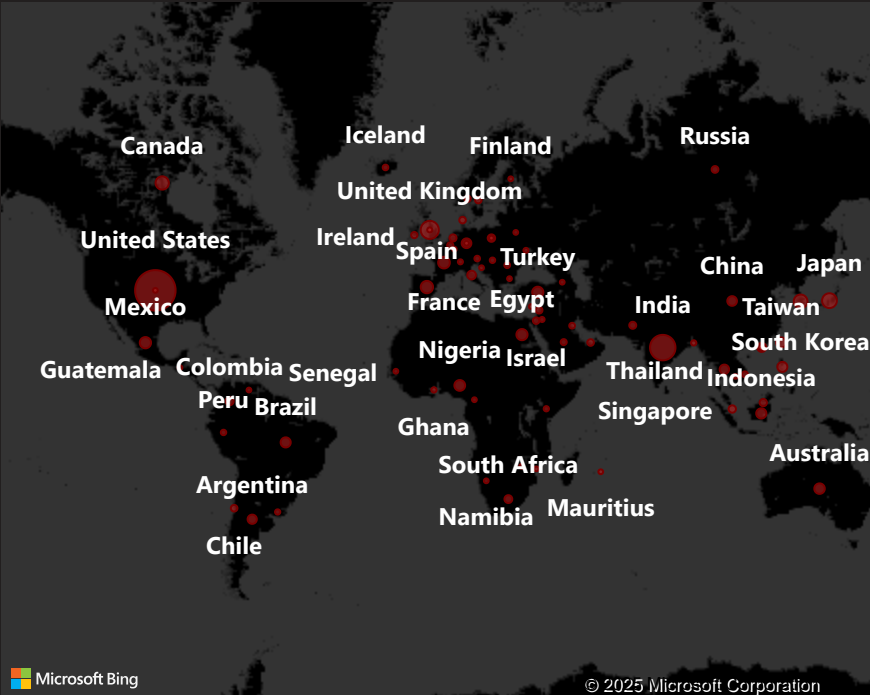 Iceland
Russia
Canada
Finland
United Kingdom
Ireland
United States
Spain
Turkey
China
Japan
Mexico
France
Egypt
India
Taiwan
South Korea
Nigeria
Israel
Guatemala
Colombia
Senegal
Thailand
Indonesia
Peru
Brazil
Singapore
Ghana
Australia
South Africa
Argentina
Mauritius
Namibia
Chile
Microsoft Bing
© 2025 Microsoft Corporation